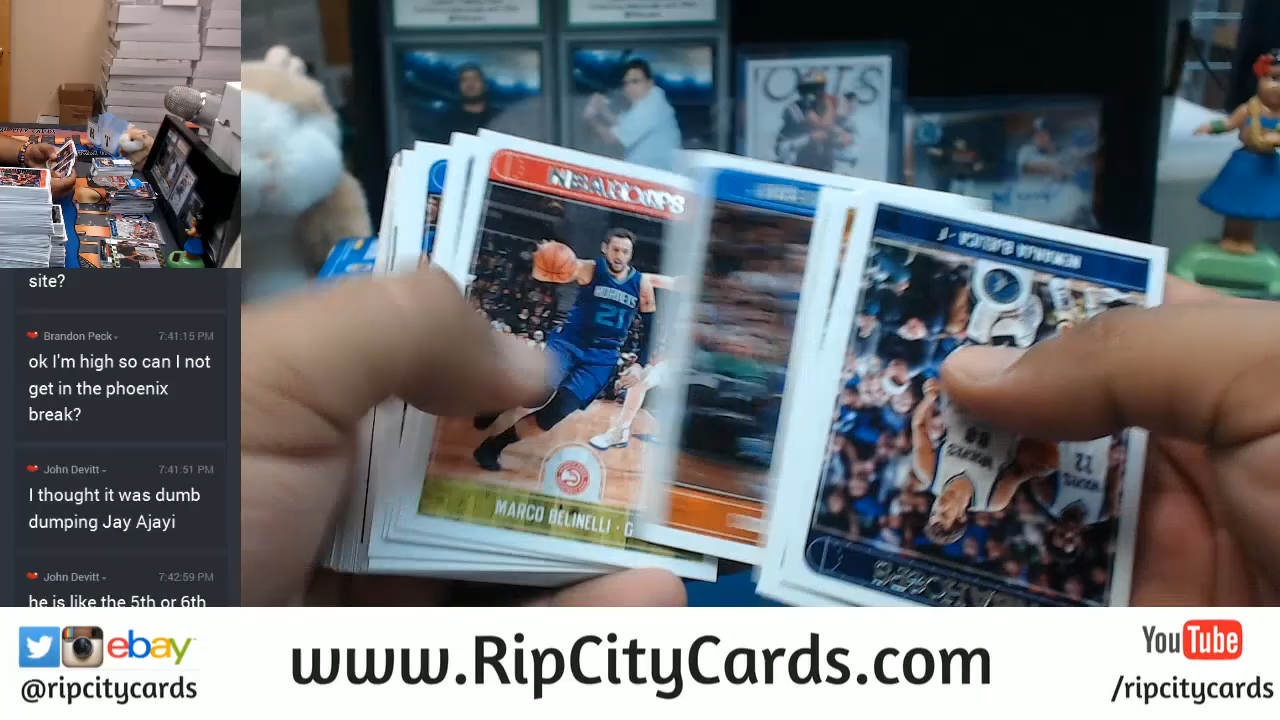 site?
Brandon Peck
7:41:15 PM
ok I'm high so can I not
get in the phoenix
break?
John Devitt
7:41:51 PM
I thought it was dumb
dumping Jay Ajayi
John Devitt
7:42:59 PM
he is like the 5th or 6th
NBA HOOPS
HORNETS
21
MARCO BELINELLI · G
ebay
@ripcitycards
www.RipCityCards.com
YouTube
/ripcitycards